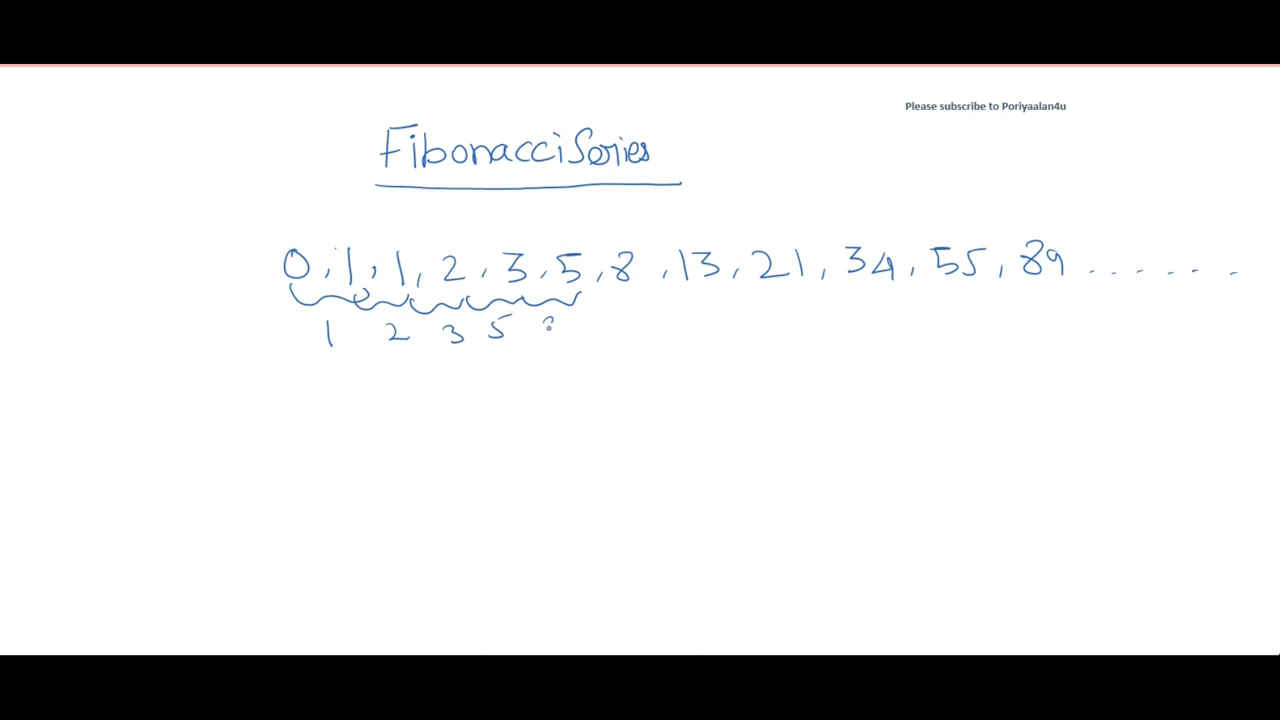 Please subscribe to Poriyaalan4u
Fibonacci Series
0, 1, 1, 2, 3, 5, 8, 13, 21, 34, 55, 89 . . . . . .
1 2 3 5 8